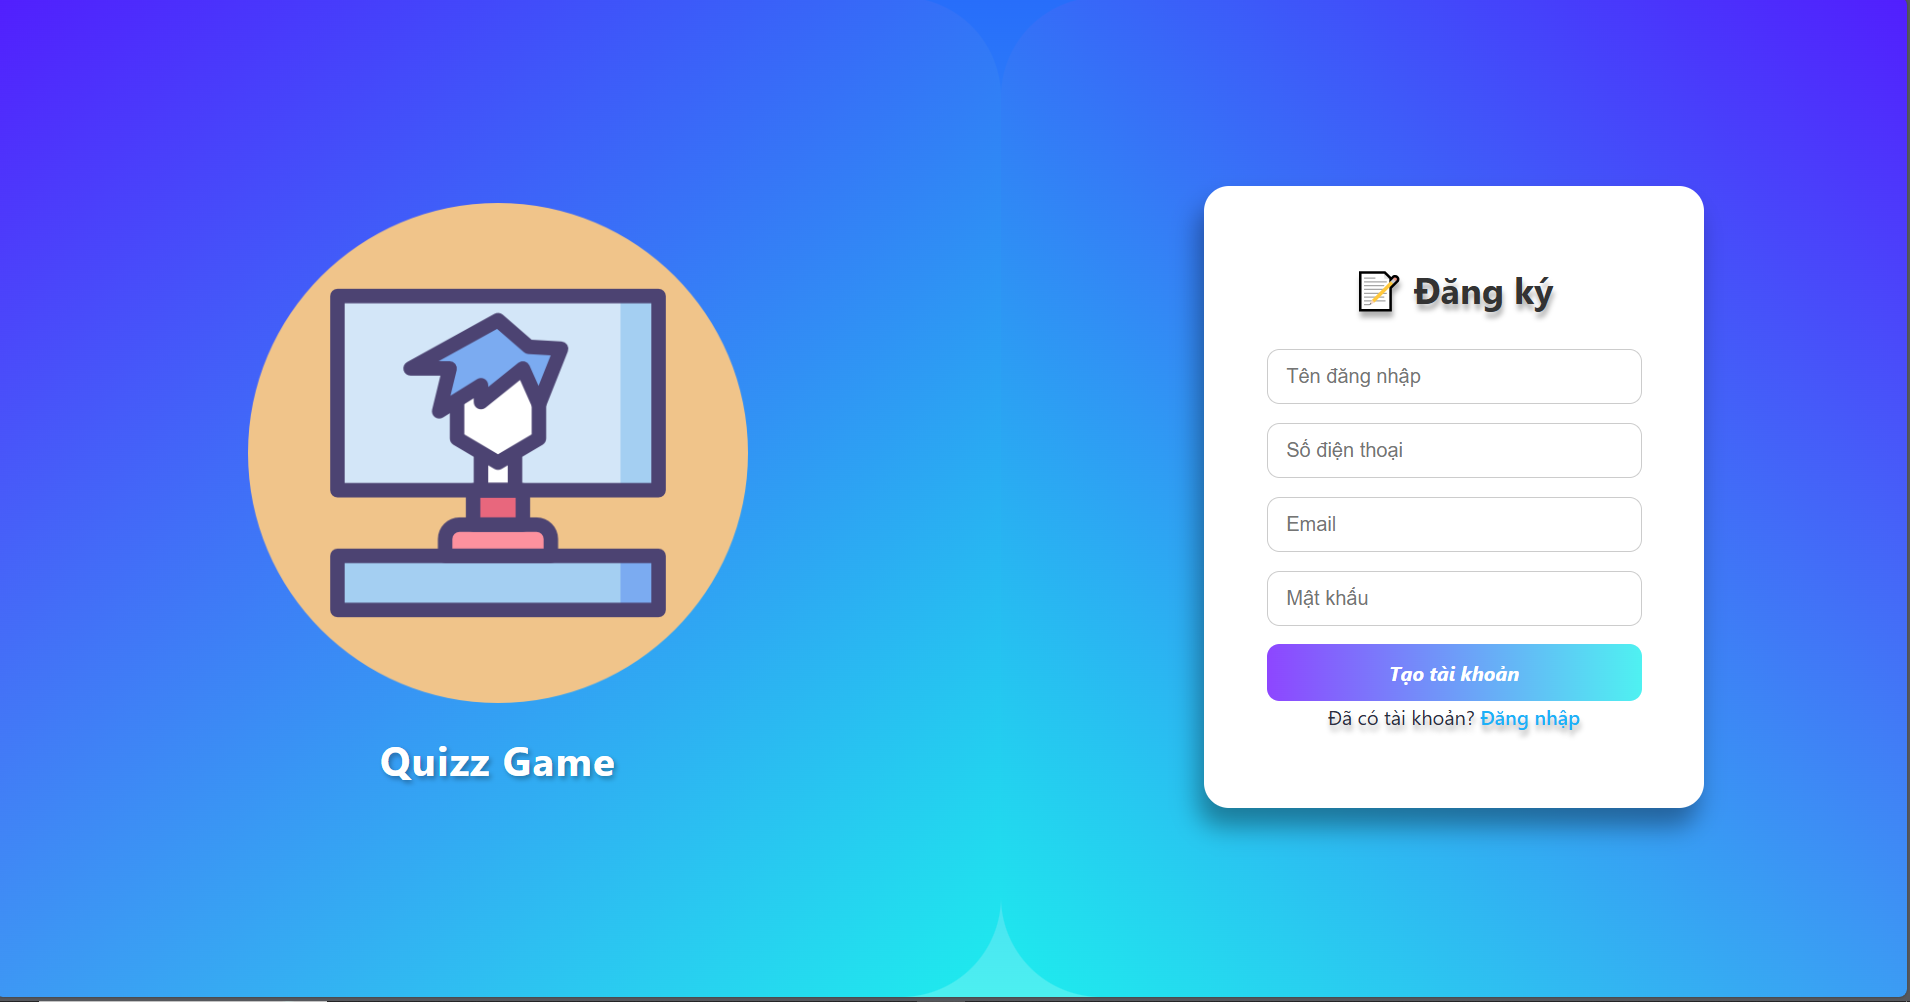 Quizz Game
📝 Đăng ký
Tên đăng nhập
Số điện thoại
Email
Mật khẩu
Tạo tài khoản
Đã có tài khoản? Đăng nhập